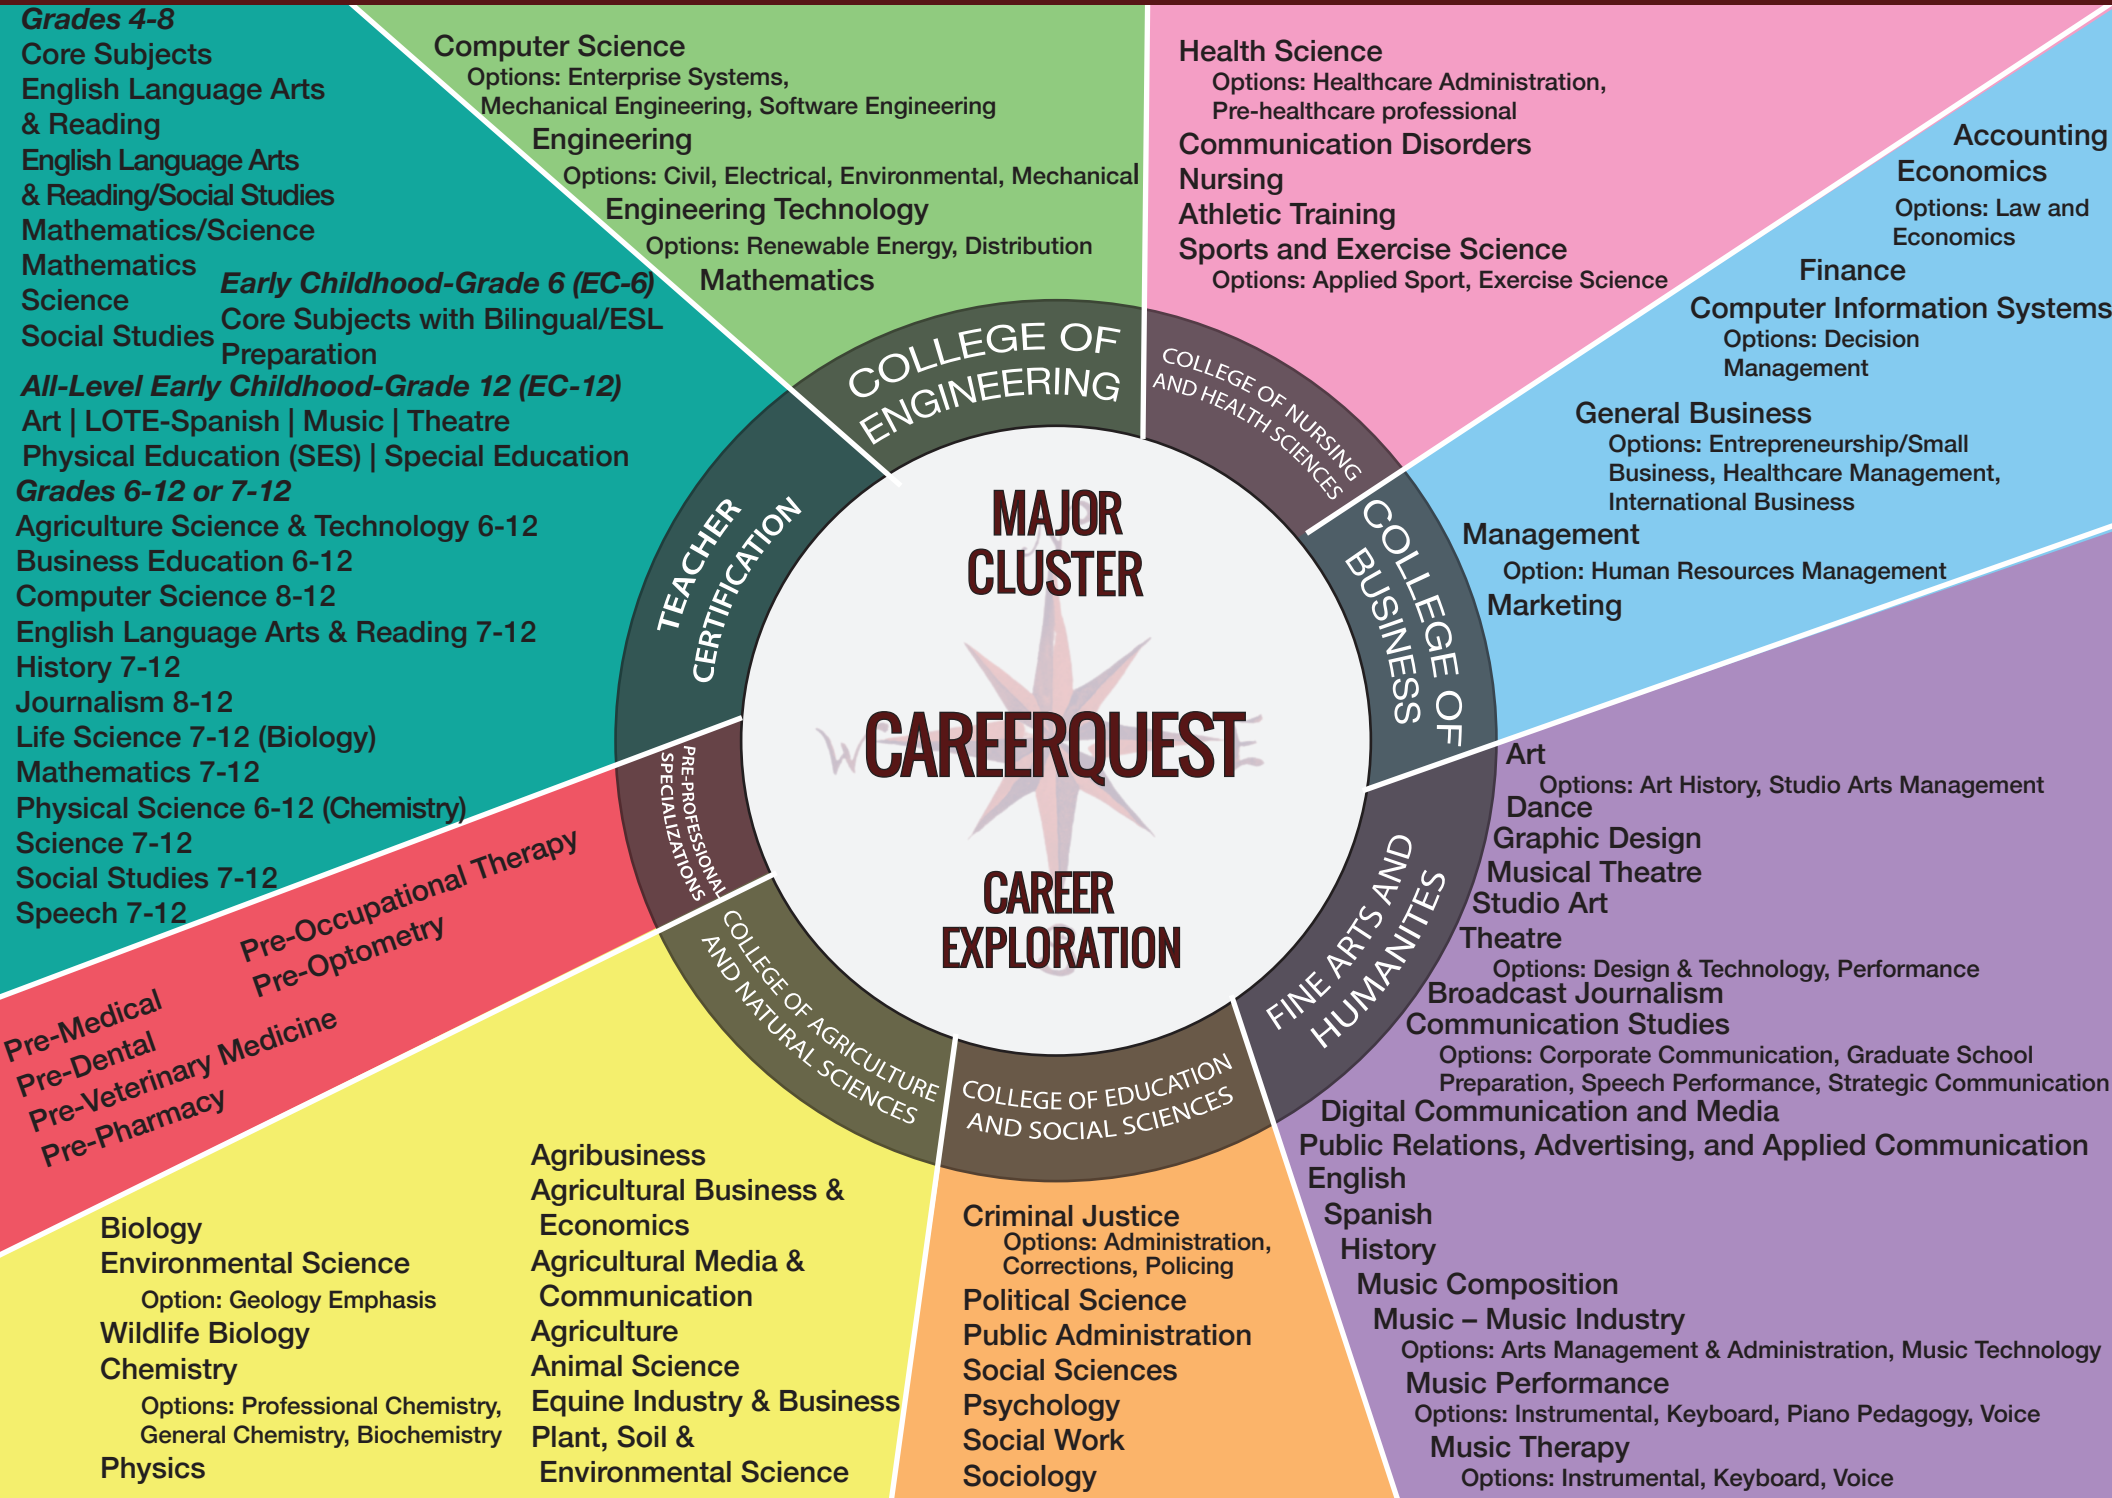 Grades 4-8
Core Subjects
English Language Arts
& Reading
English Language Arts
& Reading/Social Studies
Mathematics/Science
Mathematics
Science
Social Studies
Early Childhood-Grade 6 (EC-6)
Core Subjects with Bilingual/ESL
Preparation
All-Level Early Childhood-Grade 12 (EC-12)
Art | LOTE-Spanish | Music | Theatre
Physical Education (SES) | Special Education
Grades 6-12 or 7-12
Agriculture Science & Technology 6-12
Business Education 6-12
Computer Science 8-12
English Language Arts & Reading 7-12
History 7-12
Journalism 8-12
Life Science 7-12 (Biology)
Mathematics 7-12
Physical Science 6-12 (Chemistry)
Science 7-12
Social Studies 7-12
Speech 7-12
TEACHER
CERTIFICATION
Computer Science
Options: Enterprise Systems,
Mechanical Engineering, Software Engineering
Engineering
Options: Civil, Electrical, Environmental, Mechanical
Engineering Technology
Options: Renewable Energy, Distribution
Mathematics
COLLEGE OF
ENGINEERING
Health Science
Options: Healthcare Administration,
Pre-healthcare professional
Communication Disorders
Nursing
Athletic Training
Sports and Exercise Science
Options: Applied Sport, Exercise Science
COLLEGE OF NURSING
AND HEALTH SCIENCES
Accounting
Economics
Options: Law and
Economics
Finance
Computer Information Systems
Options: Decision
Management
General Business
Options: Entrepreneurship/Small
Business, Healthcare Management,
International Business
Management
Option: Human Resources Management
Marketing
COLLEGE OF
BUSINESS
Art
Options: Art History, Studio Arts Management
Dance
Graphic Design
Musical Theatre
Studio Art
Theatre
Options: Design & Technology, Performance
Broadcast Journalism
Communication Studies
Options: Corporate Communication, Graduate School
Preparation, Speech Performance, Strategic Communication
Digital Communication and Media
Public Relations, Advertising, and Applied Communication
English
Spanish
History
Music Composition
Music – Music Industry
Options: Arts Management & Administration, Music Technology
Music Performance
Options: Instrumental, Keyboard, Piano Pedagogy, Voice
Music Therapy
Options: Instrumental, Keyboard, Voice
FINE ARTS AND
HUMANITES
COLLEGE OF EDUCATION
AND SOCIAL SCIENCES
Criminal Justice
Options: Administration,
Corrections, Policing
Political Science
Public Administration
Social Sciences
Psychology
Social Work
Sociology
COLLEGE OF AGRICULTURE
AND NATURAL SCIENCES
Agribusiness
Agricultural Business &
Economics
Agricultural Media &
Communication
Agriculture
Animal Science
Equine Industry & Business
Plant, Soil &
Environmental Science
Biology
Environmental Science
Option: Geology Emphasis
Wildlife Biology
Chemistry
Options: Professional Chemistry,
General Chemistry, Biochemistry
Physics
PRE-PROFESSIONAL
SPECIALIZATIONS
Pre-Occupational Therapy
Pre-Optometry
Pre-Medical
Pre-Dental
Pre-Veterinary Medicine
Pre-Pharmacy
MAJOR
CLUSTER
N
W
CAREERQUEST
E
CAREER
EXPLORATION
S